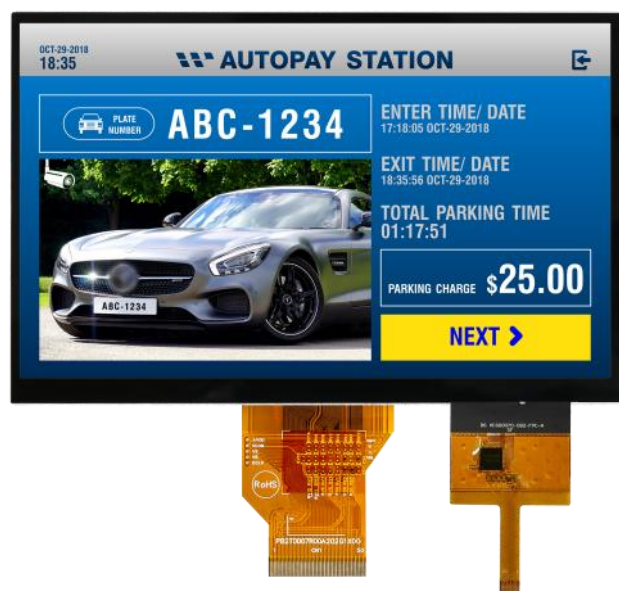 OCT-29-2018
18:35
AUTOPAY STATION
PLATE
NUMBER
ABC-1234
ENTER TIME/ DATE
17:18:05 OCT-29-2018
EXIT TIME/ DATE
18:35:56 OCT-29-2018
TOTAL PARKING TIME
01:17:51
PARKING CHARGE $25.00
NEXT
ABC-1234
RoHS